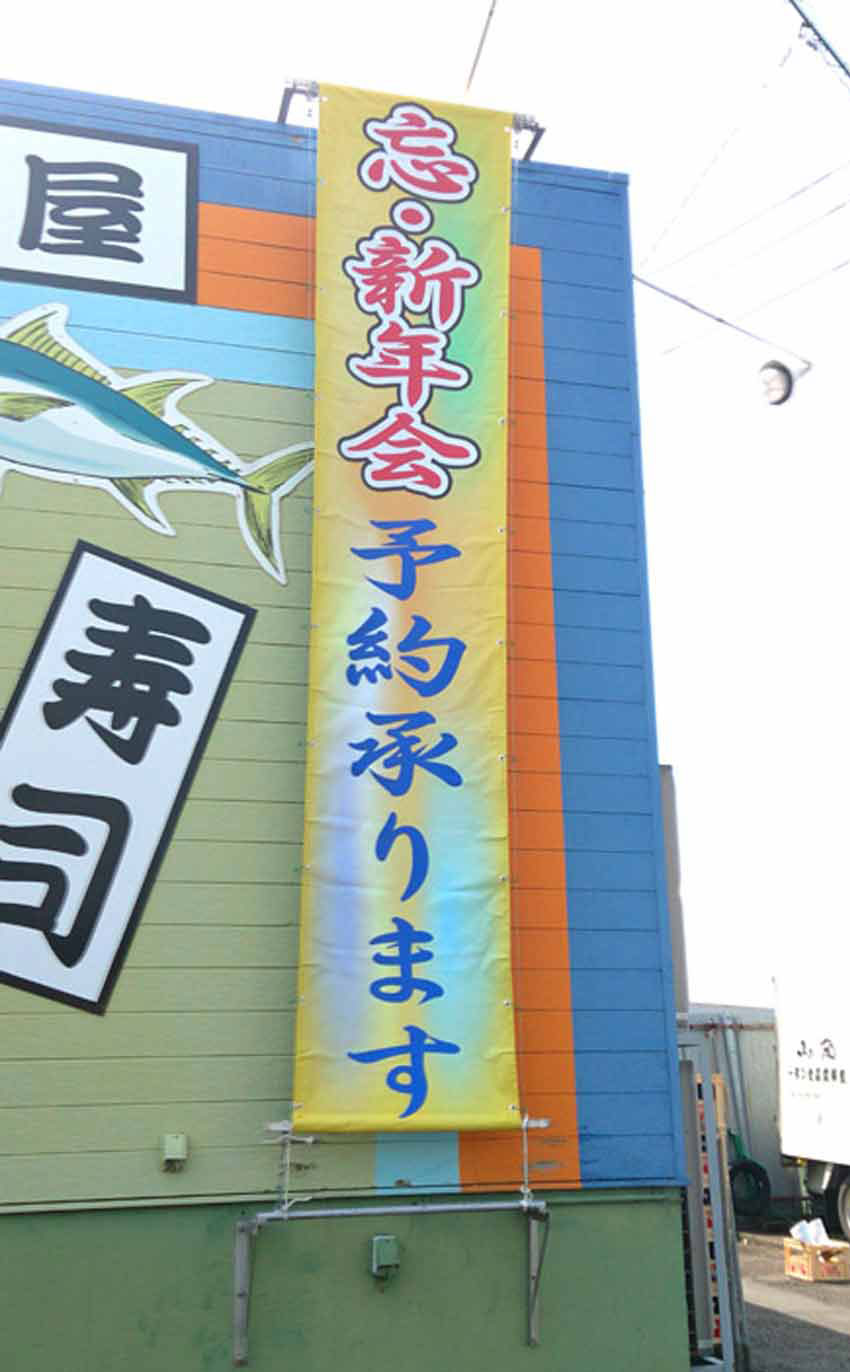 屋
忘・新年会 予約承ります
寿司